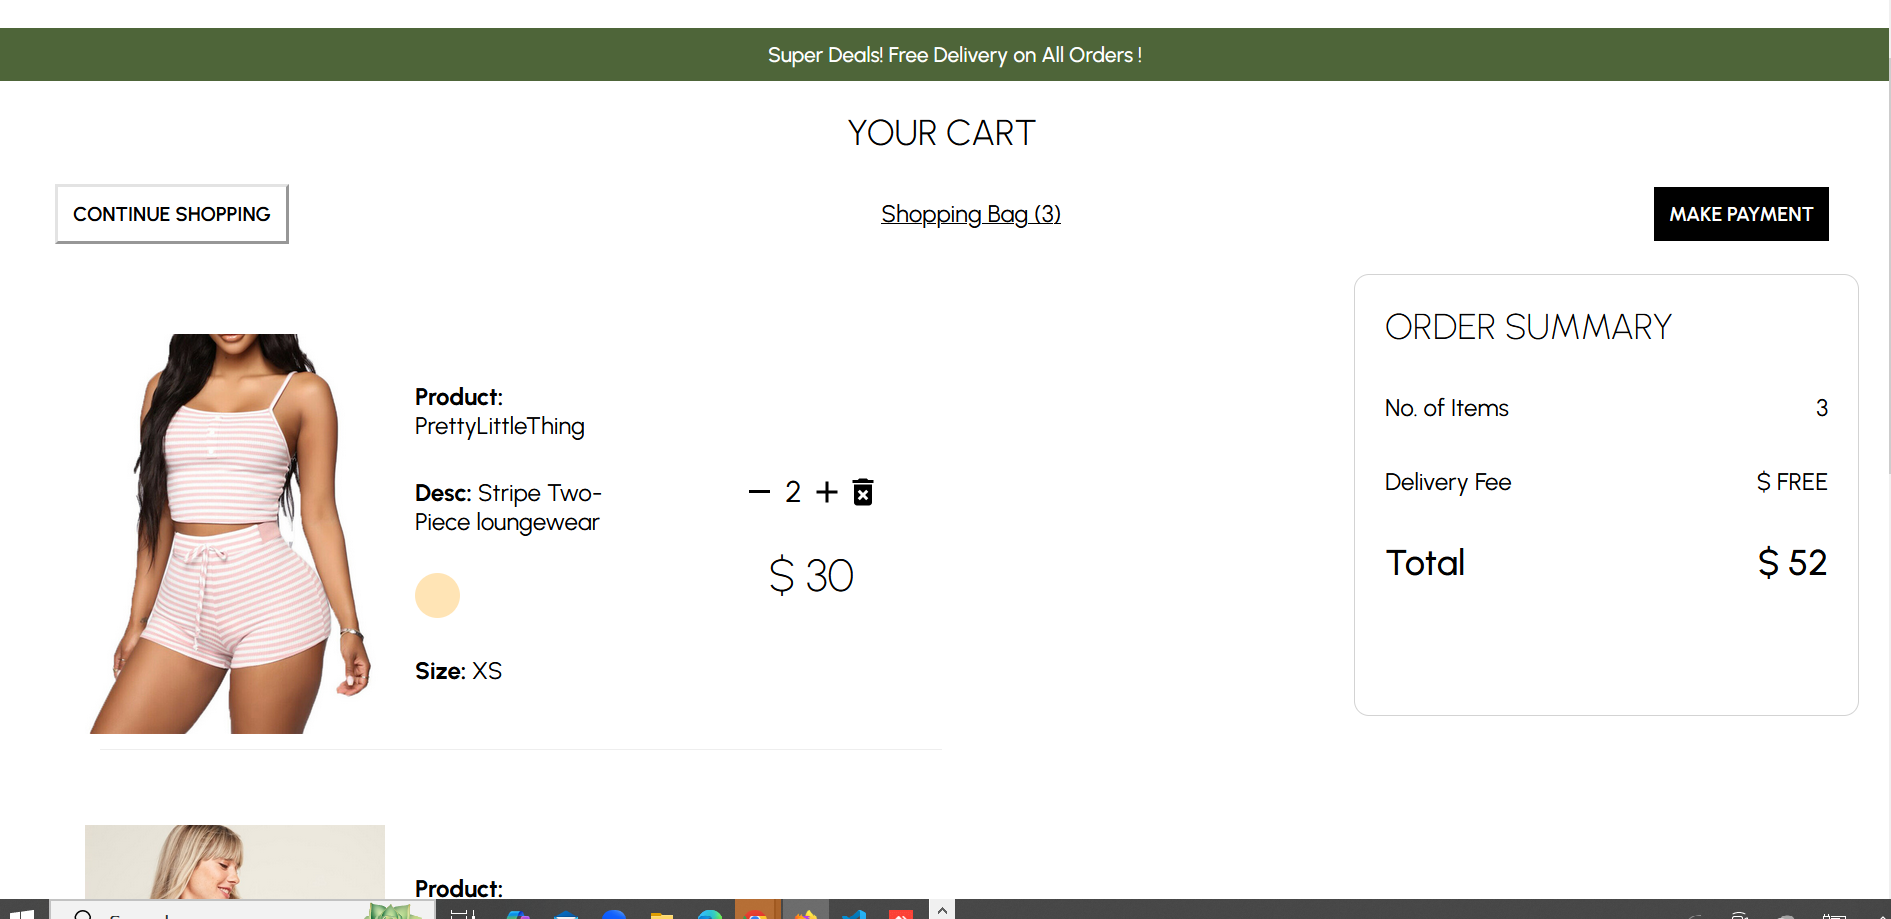 Super Deals! Free Delivery on All Orders !
YOUR CART
CONTINUE SHOPPING
Shopping Bag (3)
MAKE PAYMENT
Product:
PrettyLittleThing
Desc: Stripe Two-
Piece loungewear
2
$ 30
Size: XS
ORDER SUMMARY
No. of Items 3
Delivery Fee $ FREE
Total $ 52
Product: